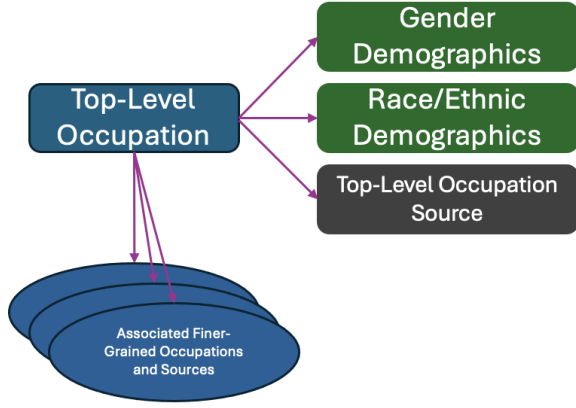 Gender
Demographics
Top-Level
Occupation
Race/Ethnic
Demographics
Top-Level Occupation
Source
Associated Finer-
Grained Occupations
and Sources